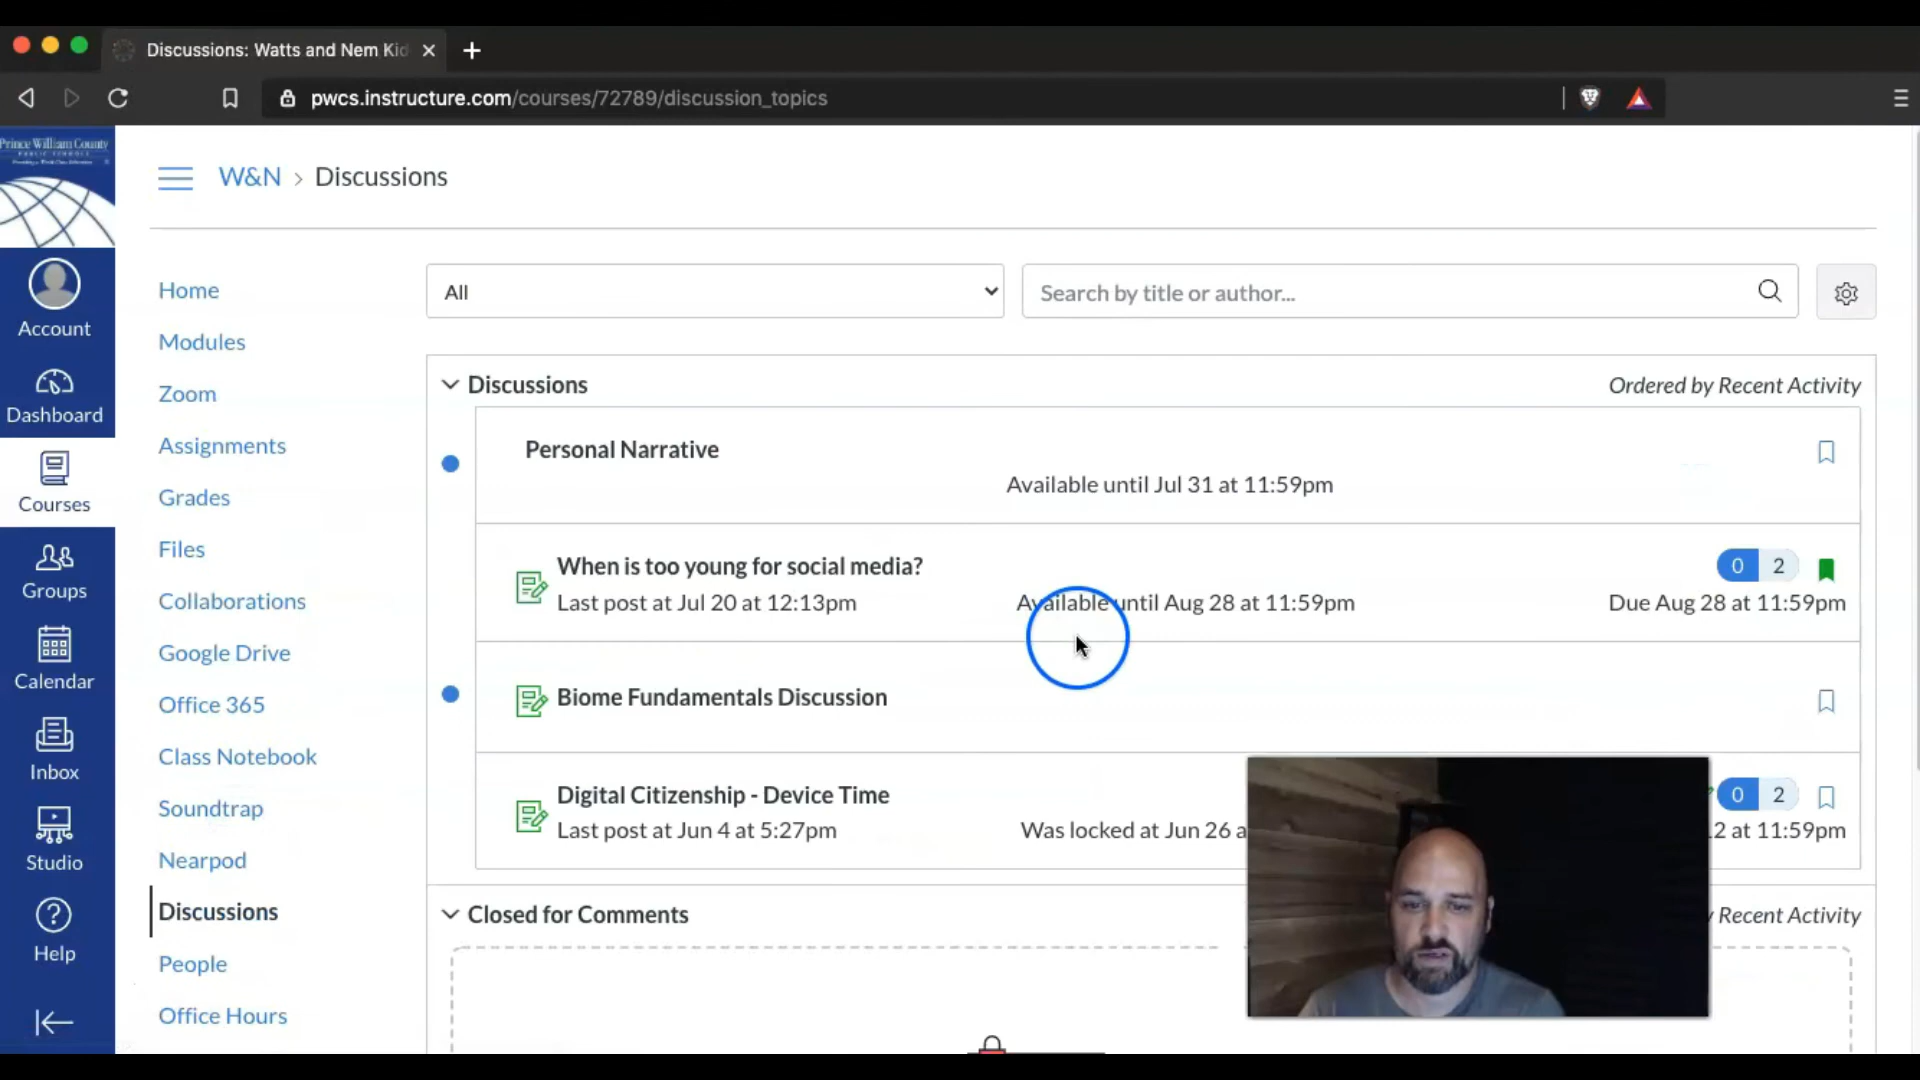 Discussions: Watts and Nem Kid
pwcs.instructure.com/courses/72789/discussion_topics
Prince William County
PUBLIC SCHOOLS
W&N > Discussions
Account
Dashboard
Courses
Groups
Calendar
Inbox
Studio
Help
Home
Modules
Zoom
Assignments
Grades
Files
Collaborations
Google Drive
Office 365
Class Notebook
Soundtrap
Nearpod
Discussions
People
Office Hours
All
Search by title or author...
Discussions
Ordered by Recent Activity
Personal Narrative
Available until Jul 31 at 11:59pm
When is too young for social media?
0 2
Last post at Jul 20 at 12:13pm
Available until Aug 28 at 11:59pm
Due Aug 28 at 11:59pm
Biome Fundamentals Discussion
Digital Citizenship - Device Time
0 2
Last post at Jun 4 at 5:27pm
Was locked at Jun 26 a
2 at 11:59pm
Closed for Comments
Recent Activity